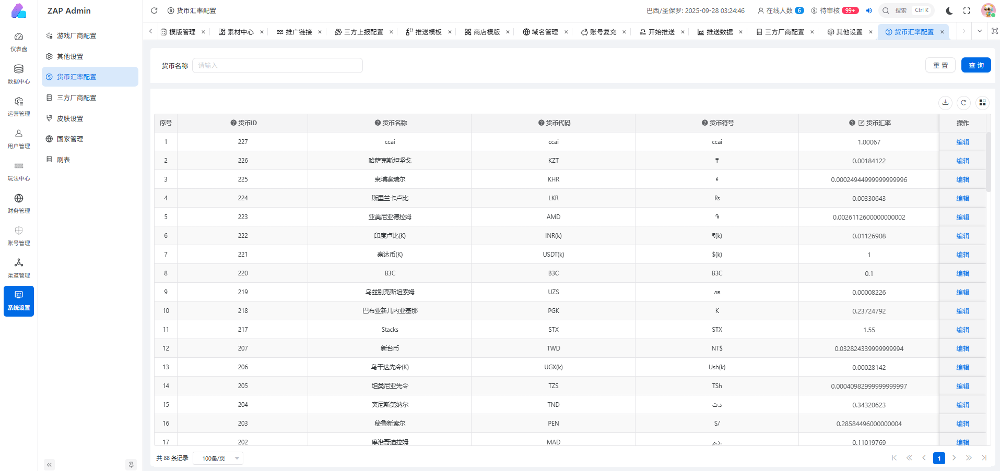 ZAP Admin
货币汇率配置
巴西/圣保罗: 2025-09-28 03:24:46
在线人数 6
待审核 99+
搜索 Ctrl K
模版管理
素材中心
推广链接
三方上报配置
推送模板
商店模版
域名管理
账号复充
开始推送
推送数据
三方厂商配置
其他设置
货币汇率配置
仪表盘
数据中心
运营管理
用户管理
玩法中心
财务管理
账号管理
渠道管理
系统设置
游戏厂商配置
其他设置
货币汇率配置
三方厂商配置
皮肤设置
国家管理
刷表
货币名称 请输入 重 置 查 询
序号 货币ID 货币名称 货币代码 货币符号 货币汇率 操作
1 227 ccai ccai ccai 1.00067 编辑
2 226 哈萨克斯坦坚戈 KZT ₸ 0.00184122 编辑
3 225 柬埔寨瑞尔 KHR ៛ 0.00024944999999999996 编辑
4 224 斯里兰卡卢比 LKR ₨ 0.00330643 编辑
5 223 亚美尼亚德拉姆 AMD ֏ 0.0026112600000000002 编辑
6 222 印度卢比(K) INR(k) ₹(k) 0.01126908 编辑
7 221 泰达币(K) USDT(k) $(k) 1 编辑
8 220 B3C B3C B3C 0.1 编辑
9 219 乌兹别克斯坦索姆 UZS лв 0.00008226 编辑
10 218 巴布亚新几内亚基那 PGK K 0.23724792 编辑
11 217 Stacks STX STX 1.55 编辑
12 207 新台币 TWD NT$ 0.032824339999999994 编辑
13 206 乌干达先令(K) UGX(k) Ush(k) 0.00028142 编辑
14 205 坦桑尼亚先令 TZS TSh 0.00040982999999999997 编辑
15 204 突尼斯第纳尔 TND د.ت 0.34320623 编辑
16 203 秘鲁新索尔 PEN S/ 0.28584496000000004 编辑
17 202 摩洛哥迪拉姆 MAD د.م. 0.11019769 编辑
共 88 条记录 100条/页 1